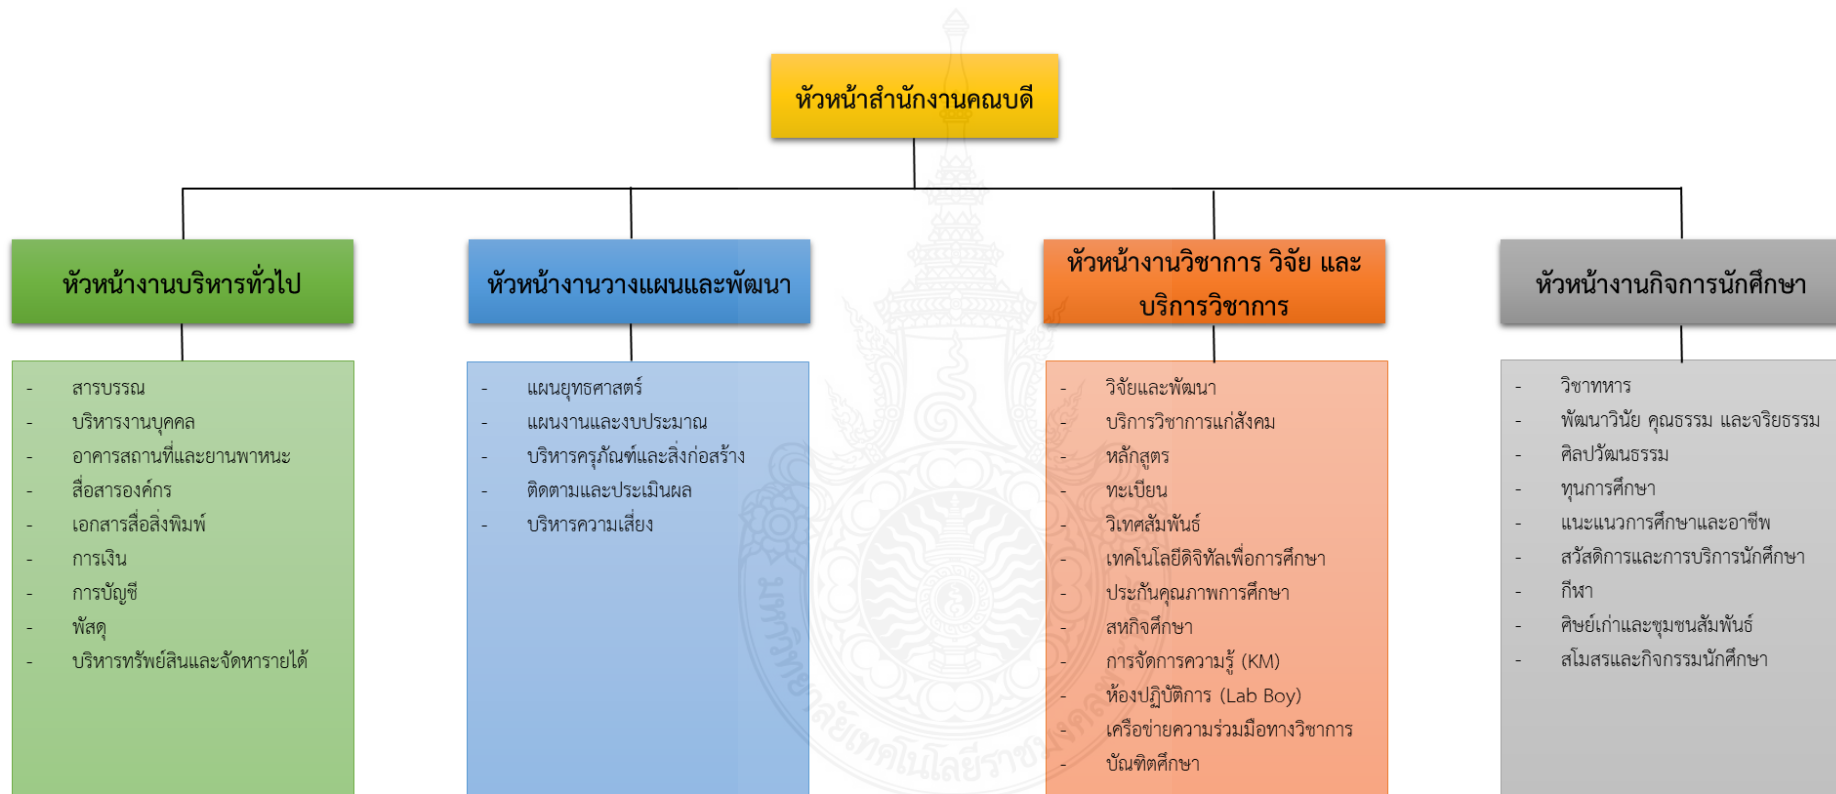 หัวหน้าสำนักงานคณบดี
หัวหน้างานบริหารทั่วไป
- สารบรรณ
- บริหารงานบุคคล
- อาคารสถานที่และยานพาหนะ
- สื่อสารองค์กร
- เอกสารสื่อสิ่งพิมพ์
- การเงิน
- การบัญชี
- พัสดุ
- บริหารทรัพย์สินและจัดหารายได้
หัวหน้างานวางแผนและพัฒนา
- แผนยุทธศาสตร์
- แผนงานและงบประมาณ
- บริหารครุภัณฑ์และสิ่งก่อสร้าง
- ติดตามและประเมินผล
- บริหารความเสี่ยง
หัวหน้างานวิชาการ วิจัย และ
บริการวิชาการ
- วิจัยและพัฒนา
- บริการวิชาการแก่สังคม
- หลักสูตร
- ทะเบียน
- วิเทศสัมพันธ์
- เทคโนโลยีดิจิทัลเพื่อการศึกษา
- ประกันคุณภาพการศึกษา
- สหกิจศึกษา
- การจัดการความรู้ (KM)
- ห้องปฏิบัติการ (Lab Boy)
- เครือข่ายความร่วมมือทางวิชาการ
- บัณฑิตศึกษา
หัวหน้างานกิจการนักศึกษา
- วิชาทหาร
- พัฒนาวินัย คุณธรรม และจริยธรรม
- ศิลปวัฒนธรรม
- ทุนการศึกษา
- แนะแนวการศึกษาและอาชีพ
- สวัสดิการและการบริการนักศึกษา
- กีฬา
- ศิษย์เก่าและชุมชนสัมพันธ์
- สโมสรและกิจกรรมนักศึกษา